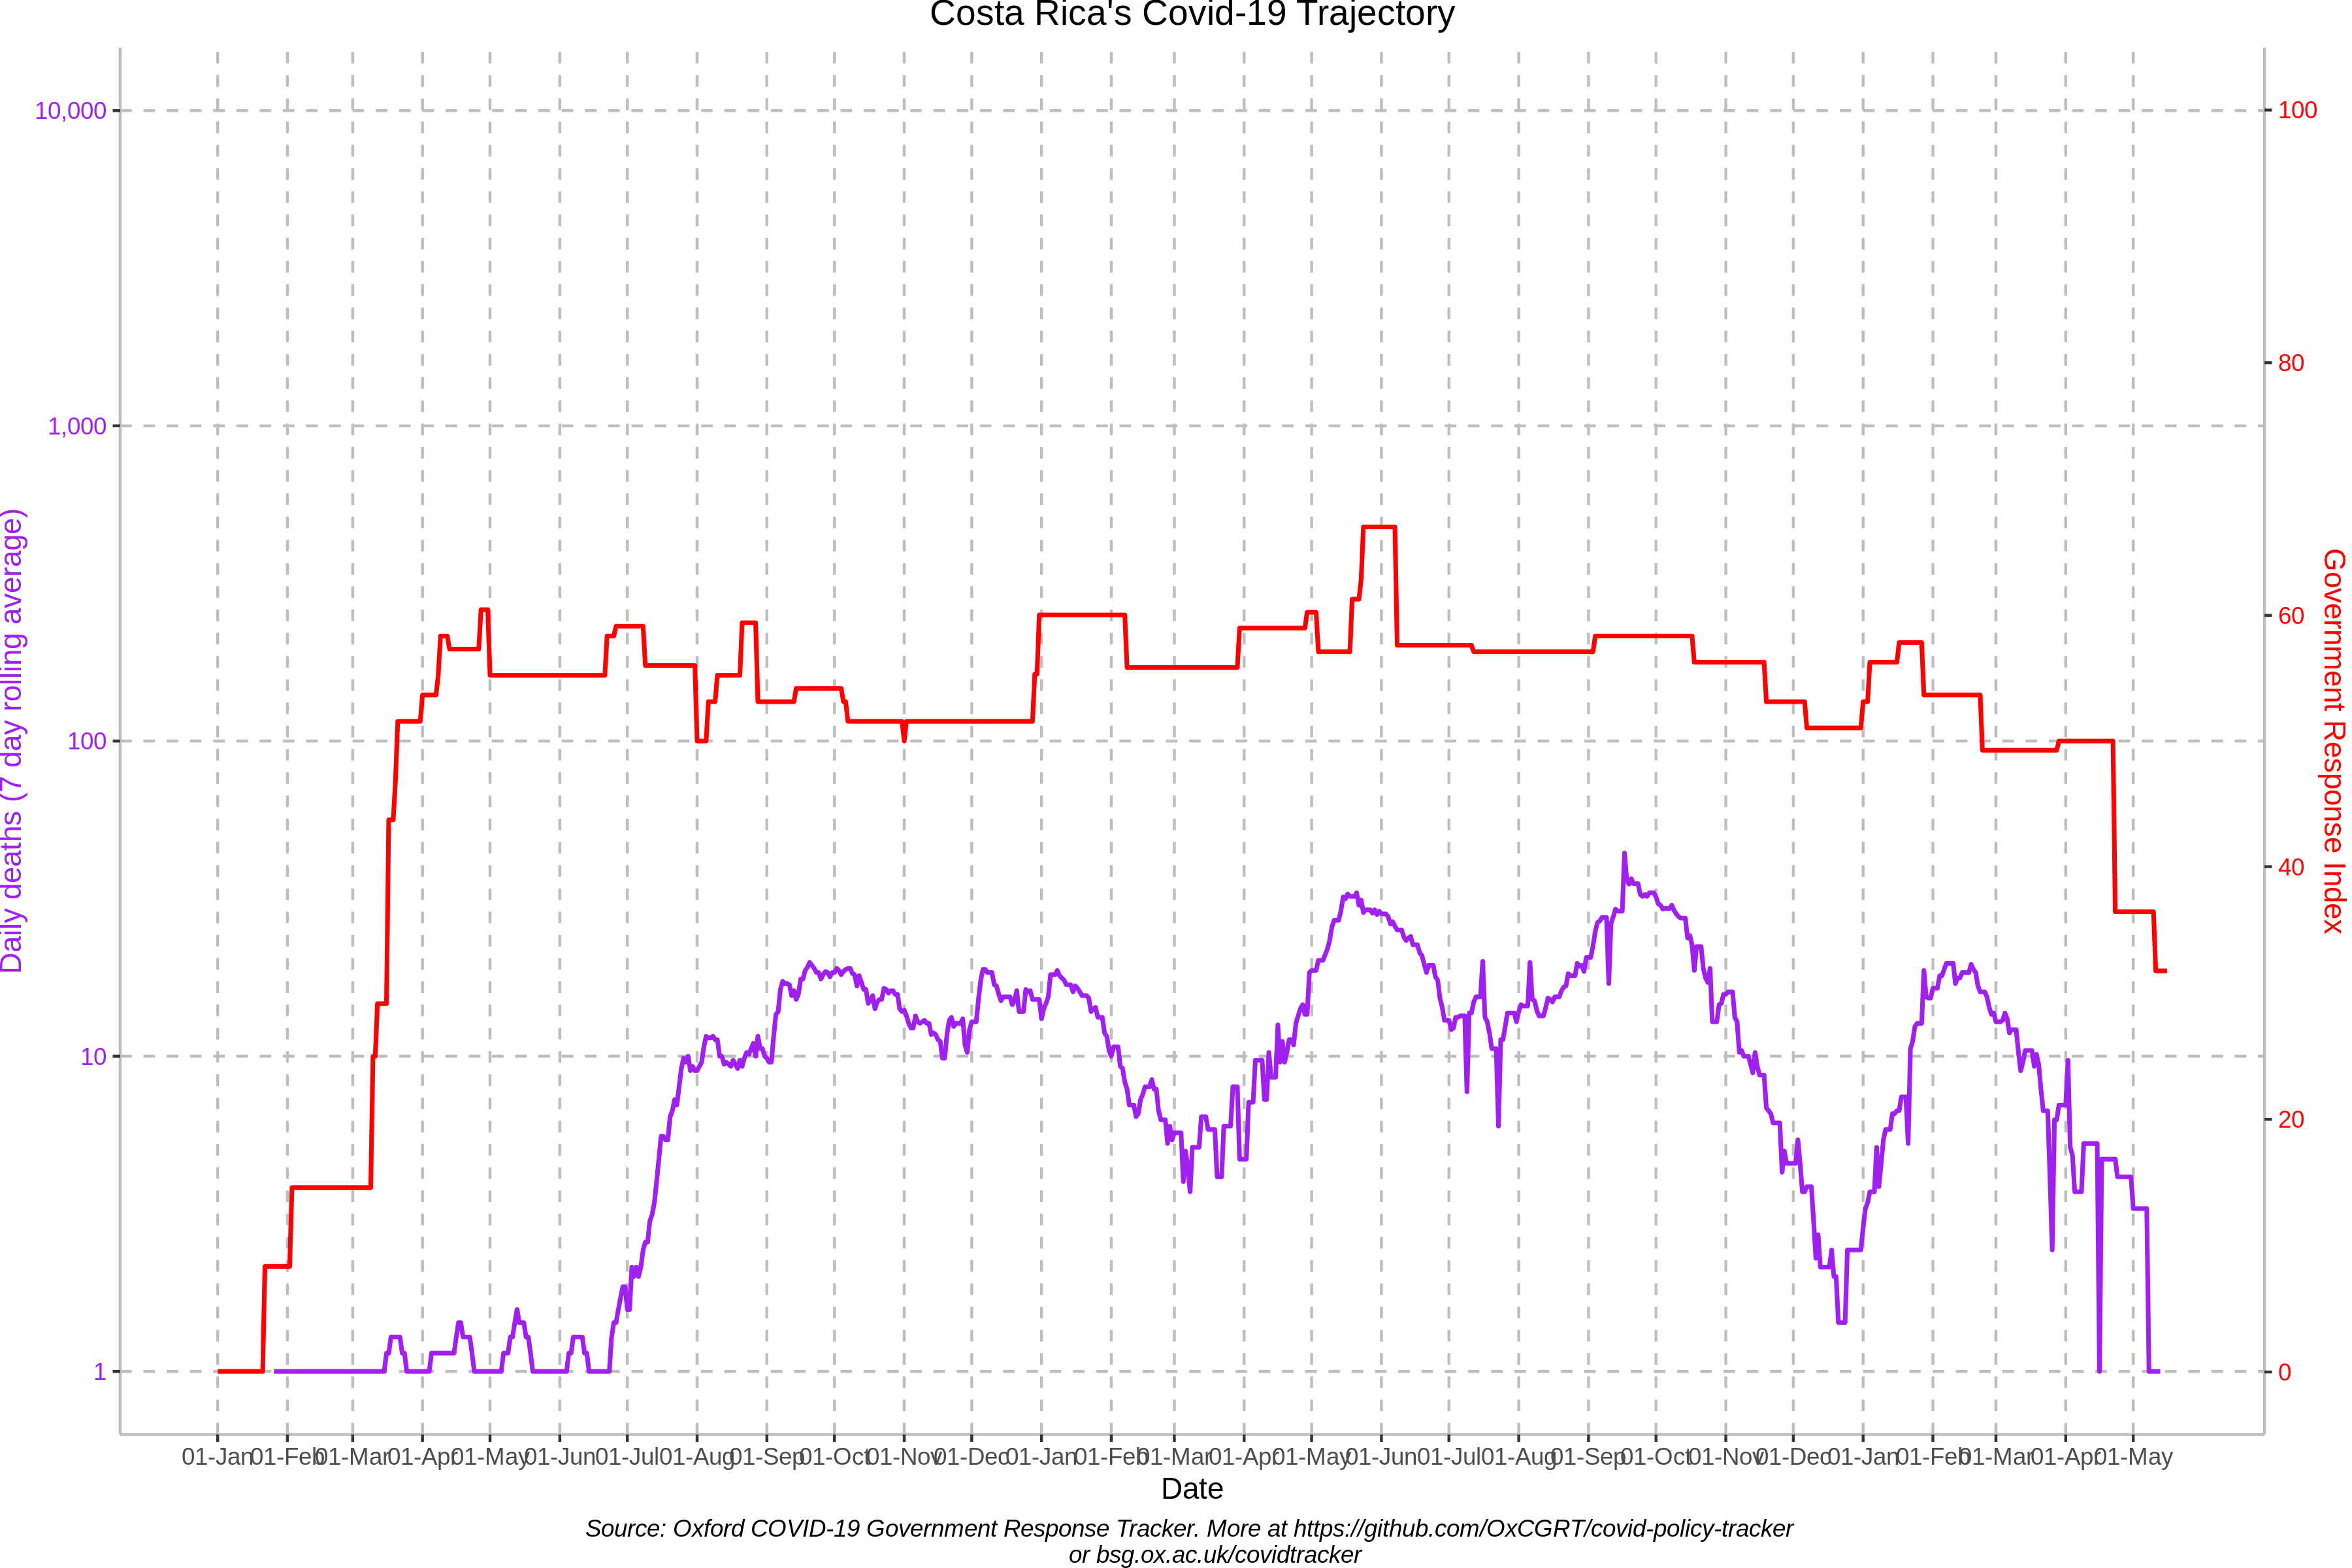 Costa Rica's Covid-19 Trajectory
10,000
1,000
100
10
1
Daily deaths (7 day rolling average)
100
80
60
40
20
0
Government Response Index
01-Jan 01-Feb 01-Mar 01-Apr 01-May 01-Jun 01-Jul 01-Aug 01-Sep 01-Oct 01-Nov 01-Dec 01-Jan 01-Feb 01-Mar 01-Apr 01-May 01-Jun 01-Jul 01-Aug 01-Sep 01-Oct 01-Nov 01-Dec 01-Jan 01-Feb 01-Mar 01-Apr 01-May
Date
Source: Oxford COVID-19 Government Response Tracker. More at https://github.com/OxCGRT/covid-policy-tracker
or bsg.ox.ac.uk/covidtracker